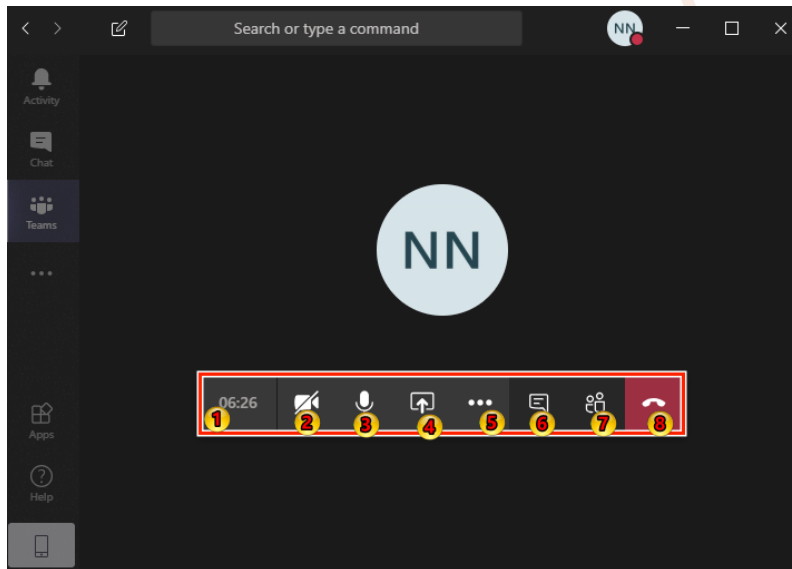 Search or type a command
NN
Activity
Chat
Teams
NN
06:26
1
2
3
4
5
6
7
8
Apps
Help